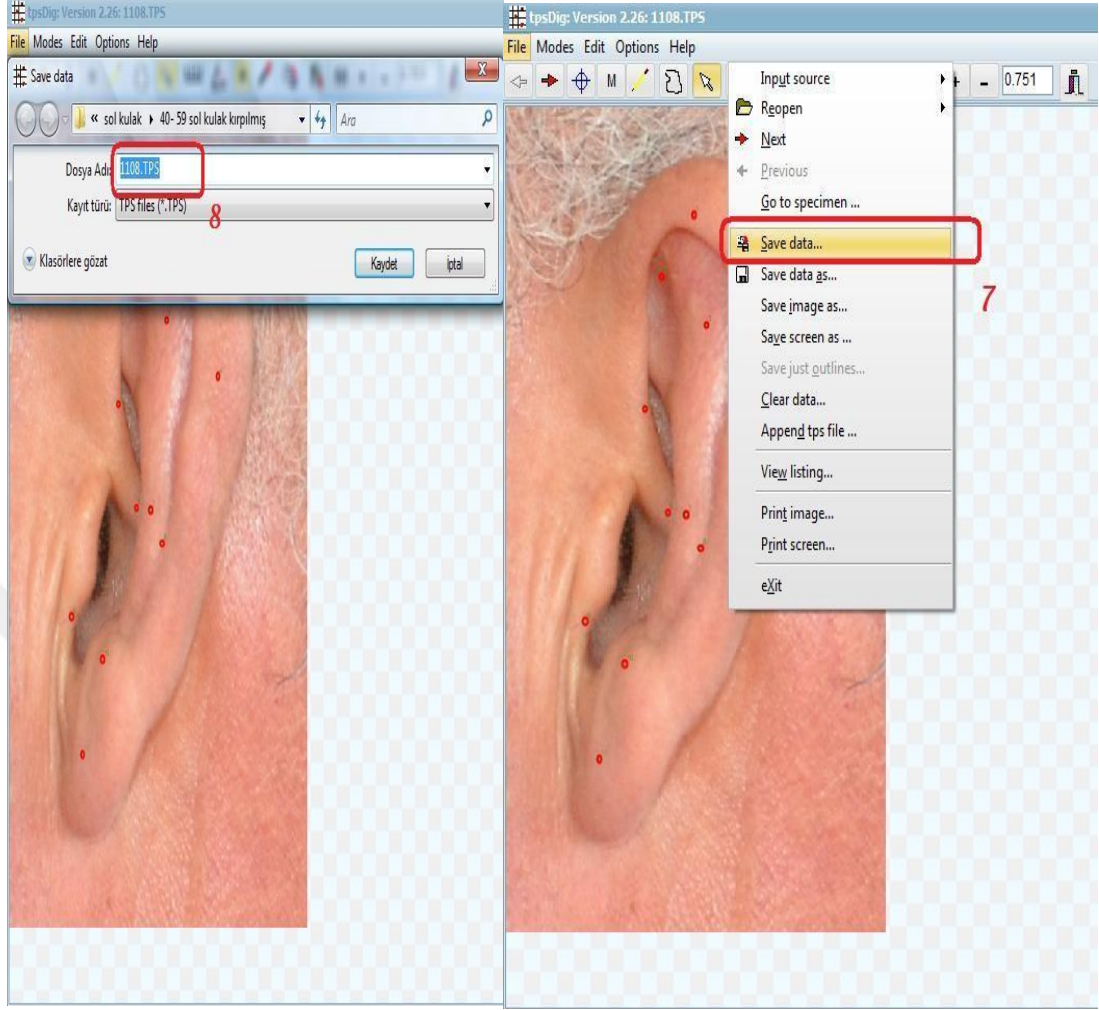 tpsDig: Version 2.26: 1108.TPS
File Modes Edit Options Help
Save data
X
« sol kulak 40- 59 sol kulak kırpılmış
Ara
Dosya Adı: 1108.TPS
Kayıt türü: TPS files (*.TPS)
8
Klasörlere gözat
Kaydet
İptal
tpsDig: Version 2.26: 1108.TPS
File Modes Edit Options Help
M
+ - 0.751
Input source
Reopen
Next
Previous
Go to specimen ...
Save data...
7
Save data as...
Save image as...
Save screen as ...
Save just outlines...
Clear data...
Append tps file ...
View listing...
Print image...
Print screen...
eXit